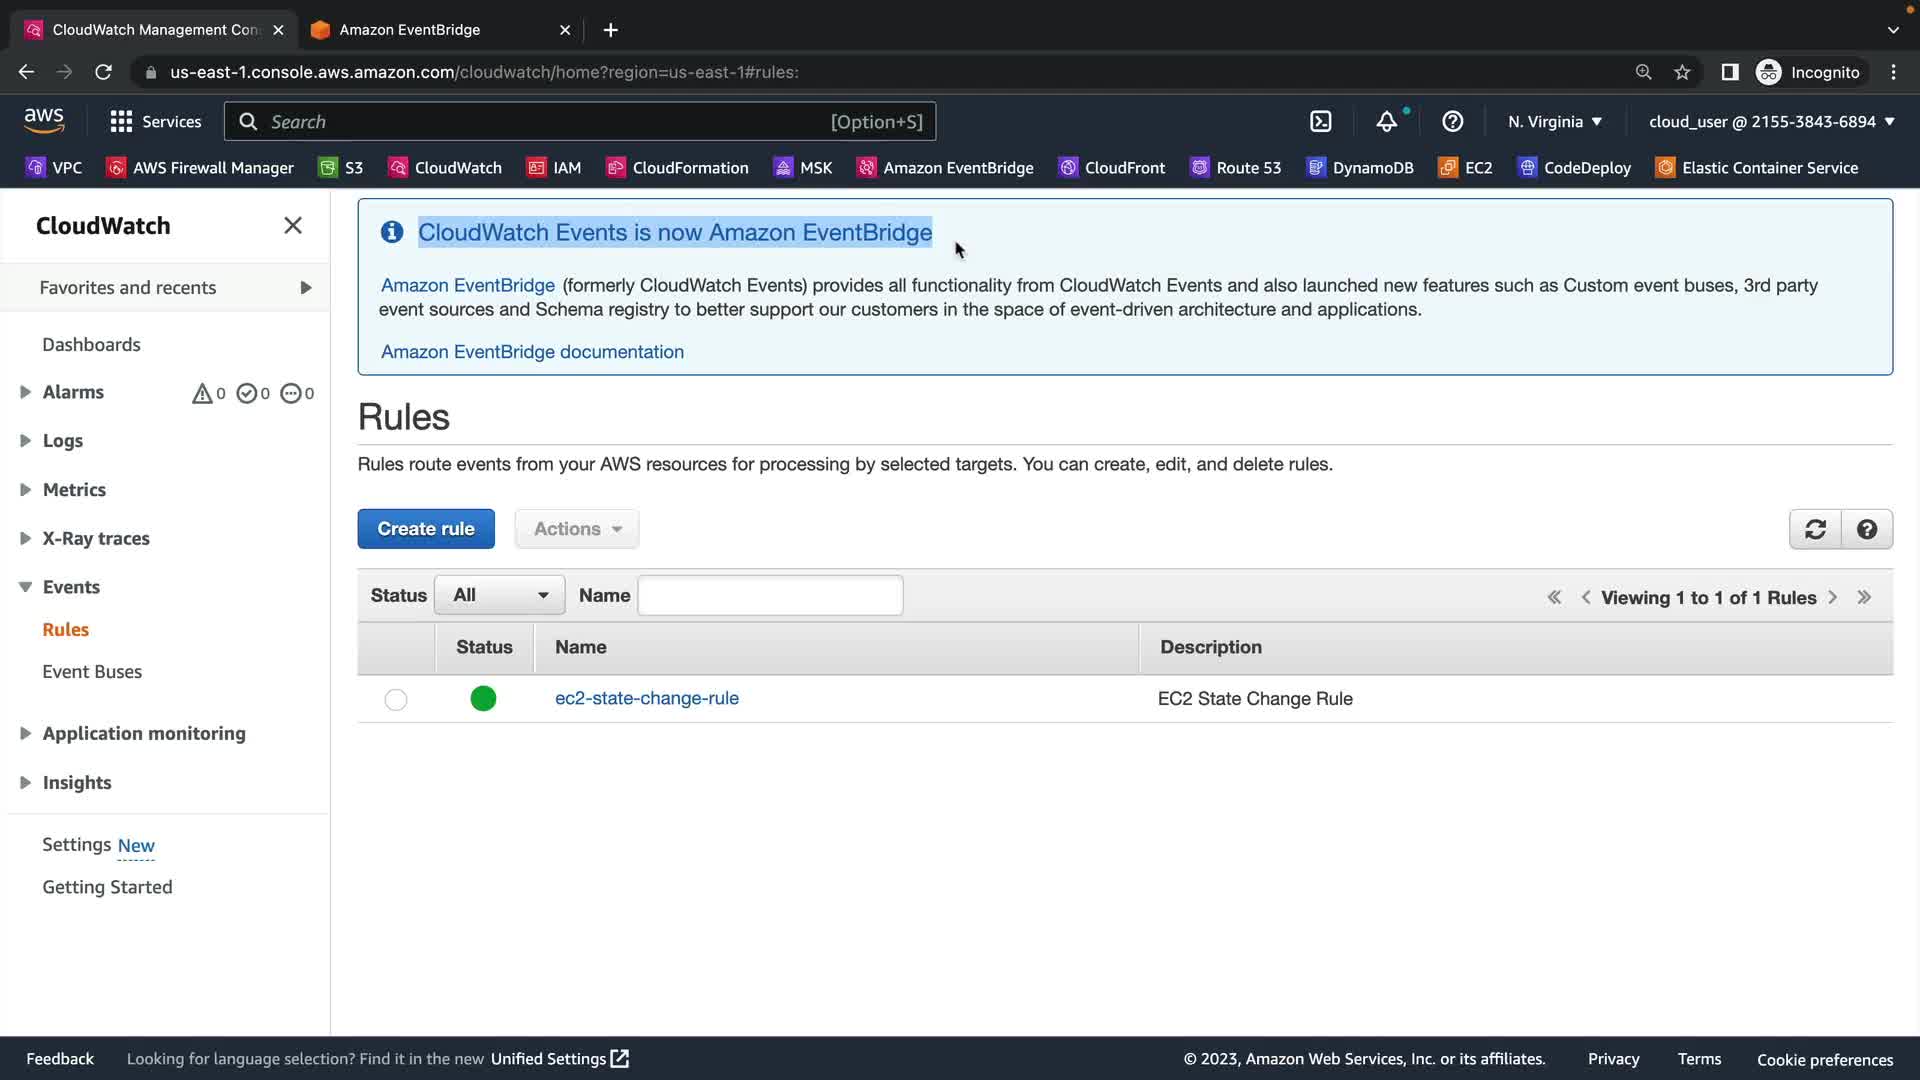 CloudWatch Management Con
Amazon EventBridge
us-east-1.console.aws.amazon.com/cloudwatch/home?region=us-east-1#rules:
Incognito
aws
Services
Search
[Option+S]
N. Virginia
cloud_user @ 2155-3843-6894
VPC
AWS Firewall Manager
S3
CloudWatch
IAM
CloudFormation
MSK
Amazon EventBridge
CloudFront
Route 53
DynamoDB
EC2
CodeDeploy
Elastic Container Service
CloudWatch
Favorites and recents
Dashboards
Alarms 0 0 0
Logs
Metrics
X-Ray traces
Events
Rules
Event Buses
Application monitoring
Insights
Settings New
Getting Started
CloudWatch Events is now Amazon EventBridge
Amazon EventBridge (formerly CloudWatch Events) provides all functionality from CloudWatch Events and also launched new features such as Custom event buses, 3rd party
event sources and Schema registry to better support our customers in the space of event-driven architecture and applications.
Amazon EventBridge documentation
Rules
Rules route events from your AWS resources for processing by selected targets. You can create, edit, and delete rules.
Create rule
Actions
Status All Name
Viewing 1 to 1 of 1 Rules
Status Name Description
ec2-state-change-rule EC2 State Change Rule
Feedback
Looking for language selection? Find it in the new Unified Settings
© 2023, Amazon Web Services, Inc. or its affiliates.
Privacy
Terms
Cookie preferences